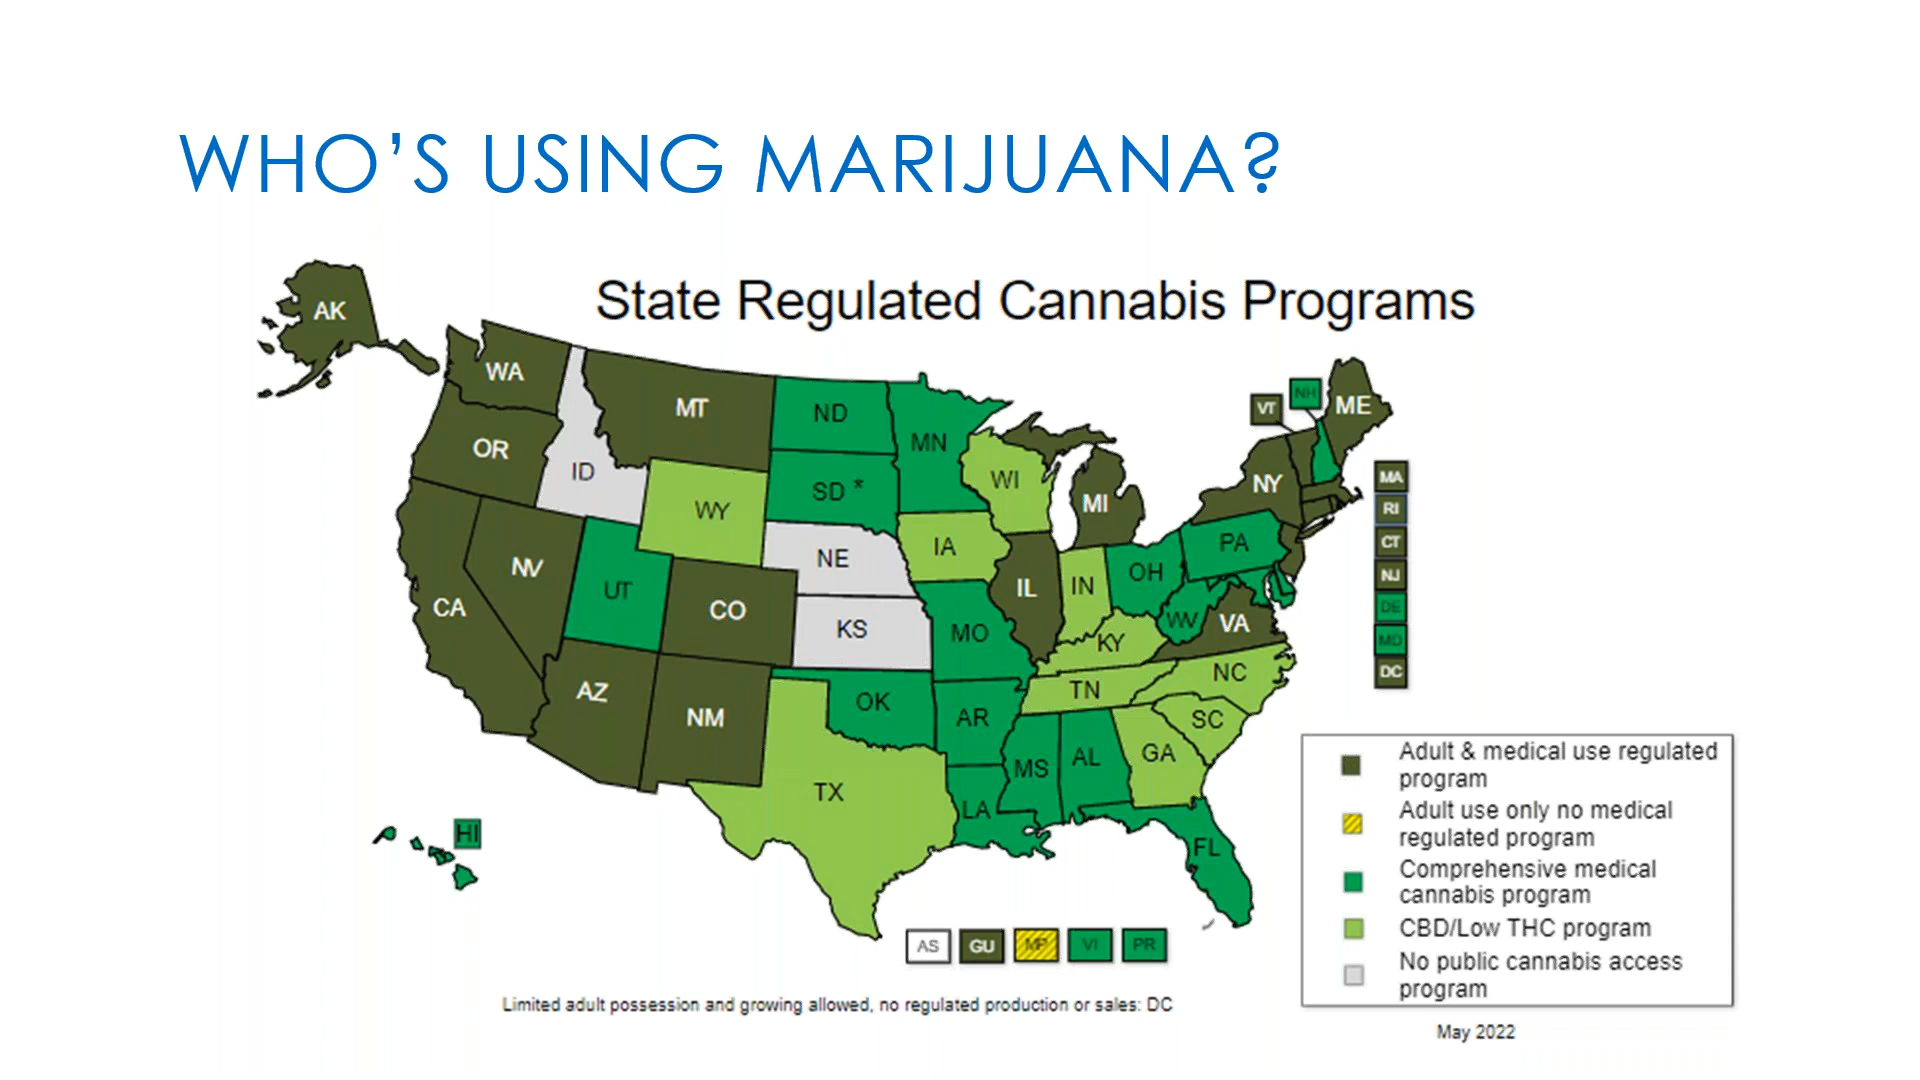 WHO'S USING MARIJUANA?
State Regulated Cannabis Programs
AK
WA
MT
ND
MN
VT
NH
ME
OR
ID
WY
SD *
WI
MI
NY
MA
RI
CT
NJ
DE
MD
DC
CA
NV
UT
CO
NE
KS
IA
IL
IN
OH
PA
WV
VA
KY
MO
AZ
NM
OK
AR
TN
NC
SC
TX
LA
MS
AL
GA
FL
HI
AS
GU
MP
VI
PR
Adult & medical use regulated
program
Adult use only no medical
regulated program
Comprehensive medical
cannabis program
CBD/Low THC program
No public cannabis access
program
Limited adult possession and growing allowed, no regulated production or sales: DC
May 2022